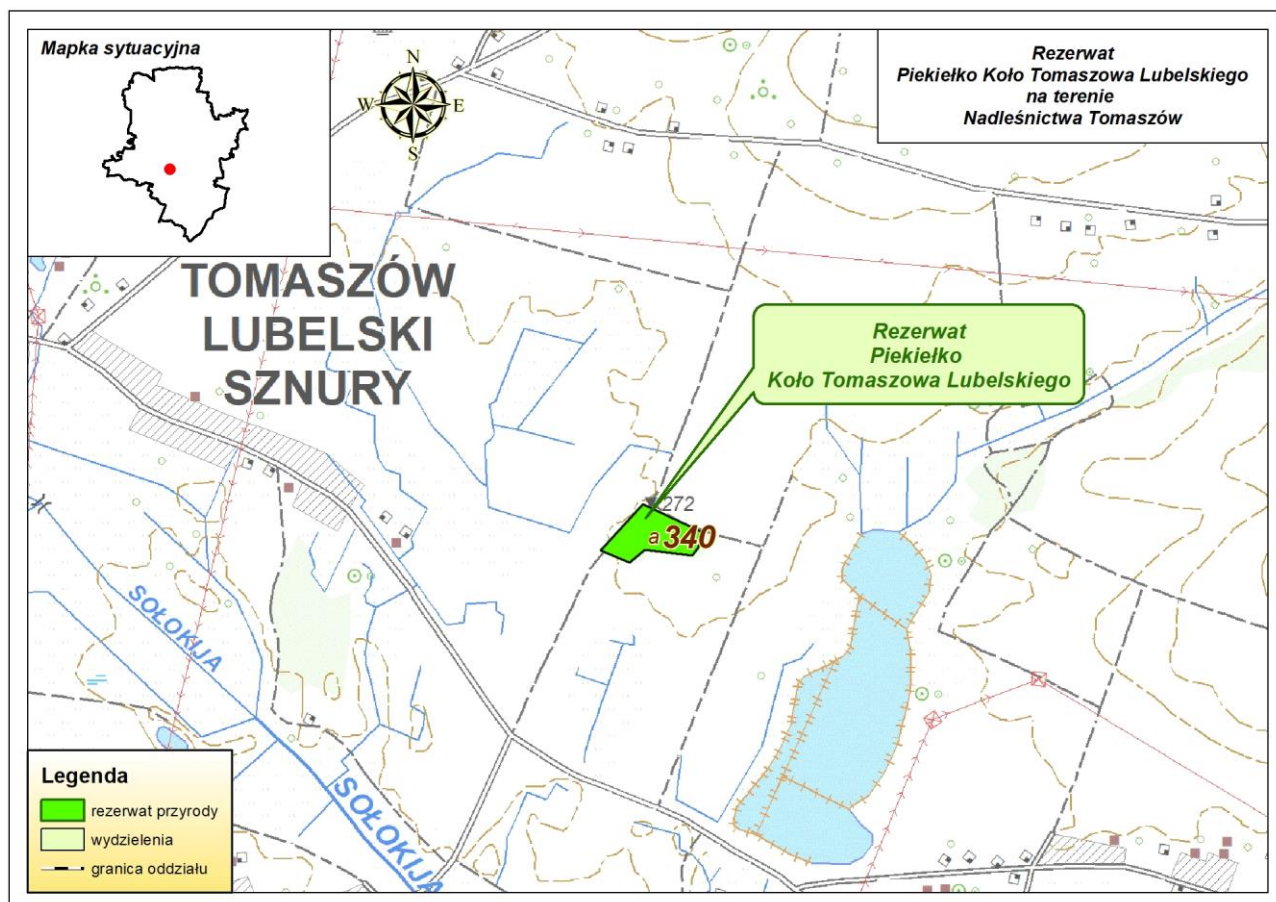 Mapka sytuacyjna
N
W
E
S
Rezerwat
Piekiełko Koło Tomaszowa Lubelskiego
na terenie
Nadleśnictwa Tomaszów
TOMASZÓW
LUBELSKI
SZNURY
Rezerwat
Piekiełko
Koło Tomaszowa Lubelskiego
272
a 340
SOŁOKIJA
SOŁOKIJA
Legenda
rezerwat przyrody
wydzielenia
granica oddziału